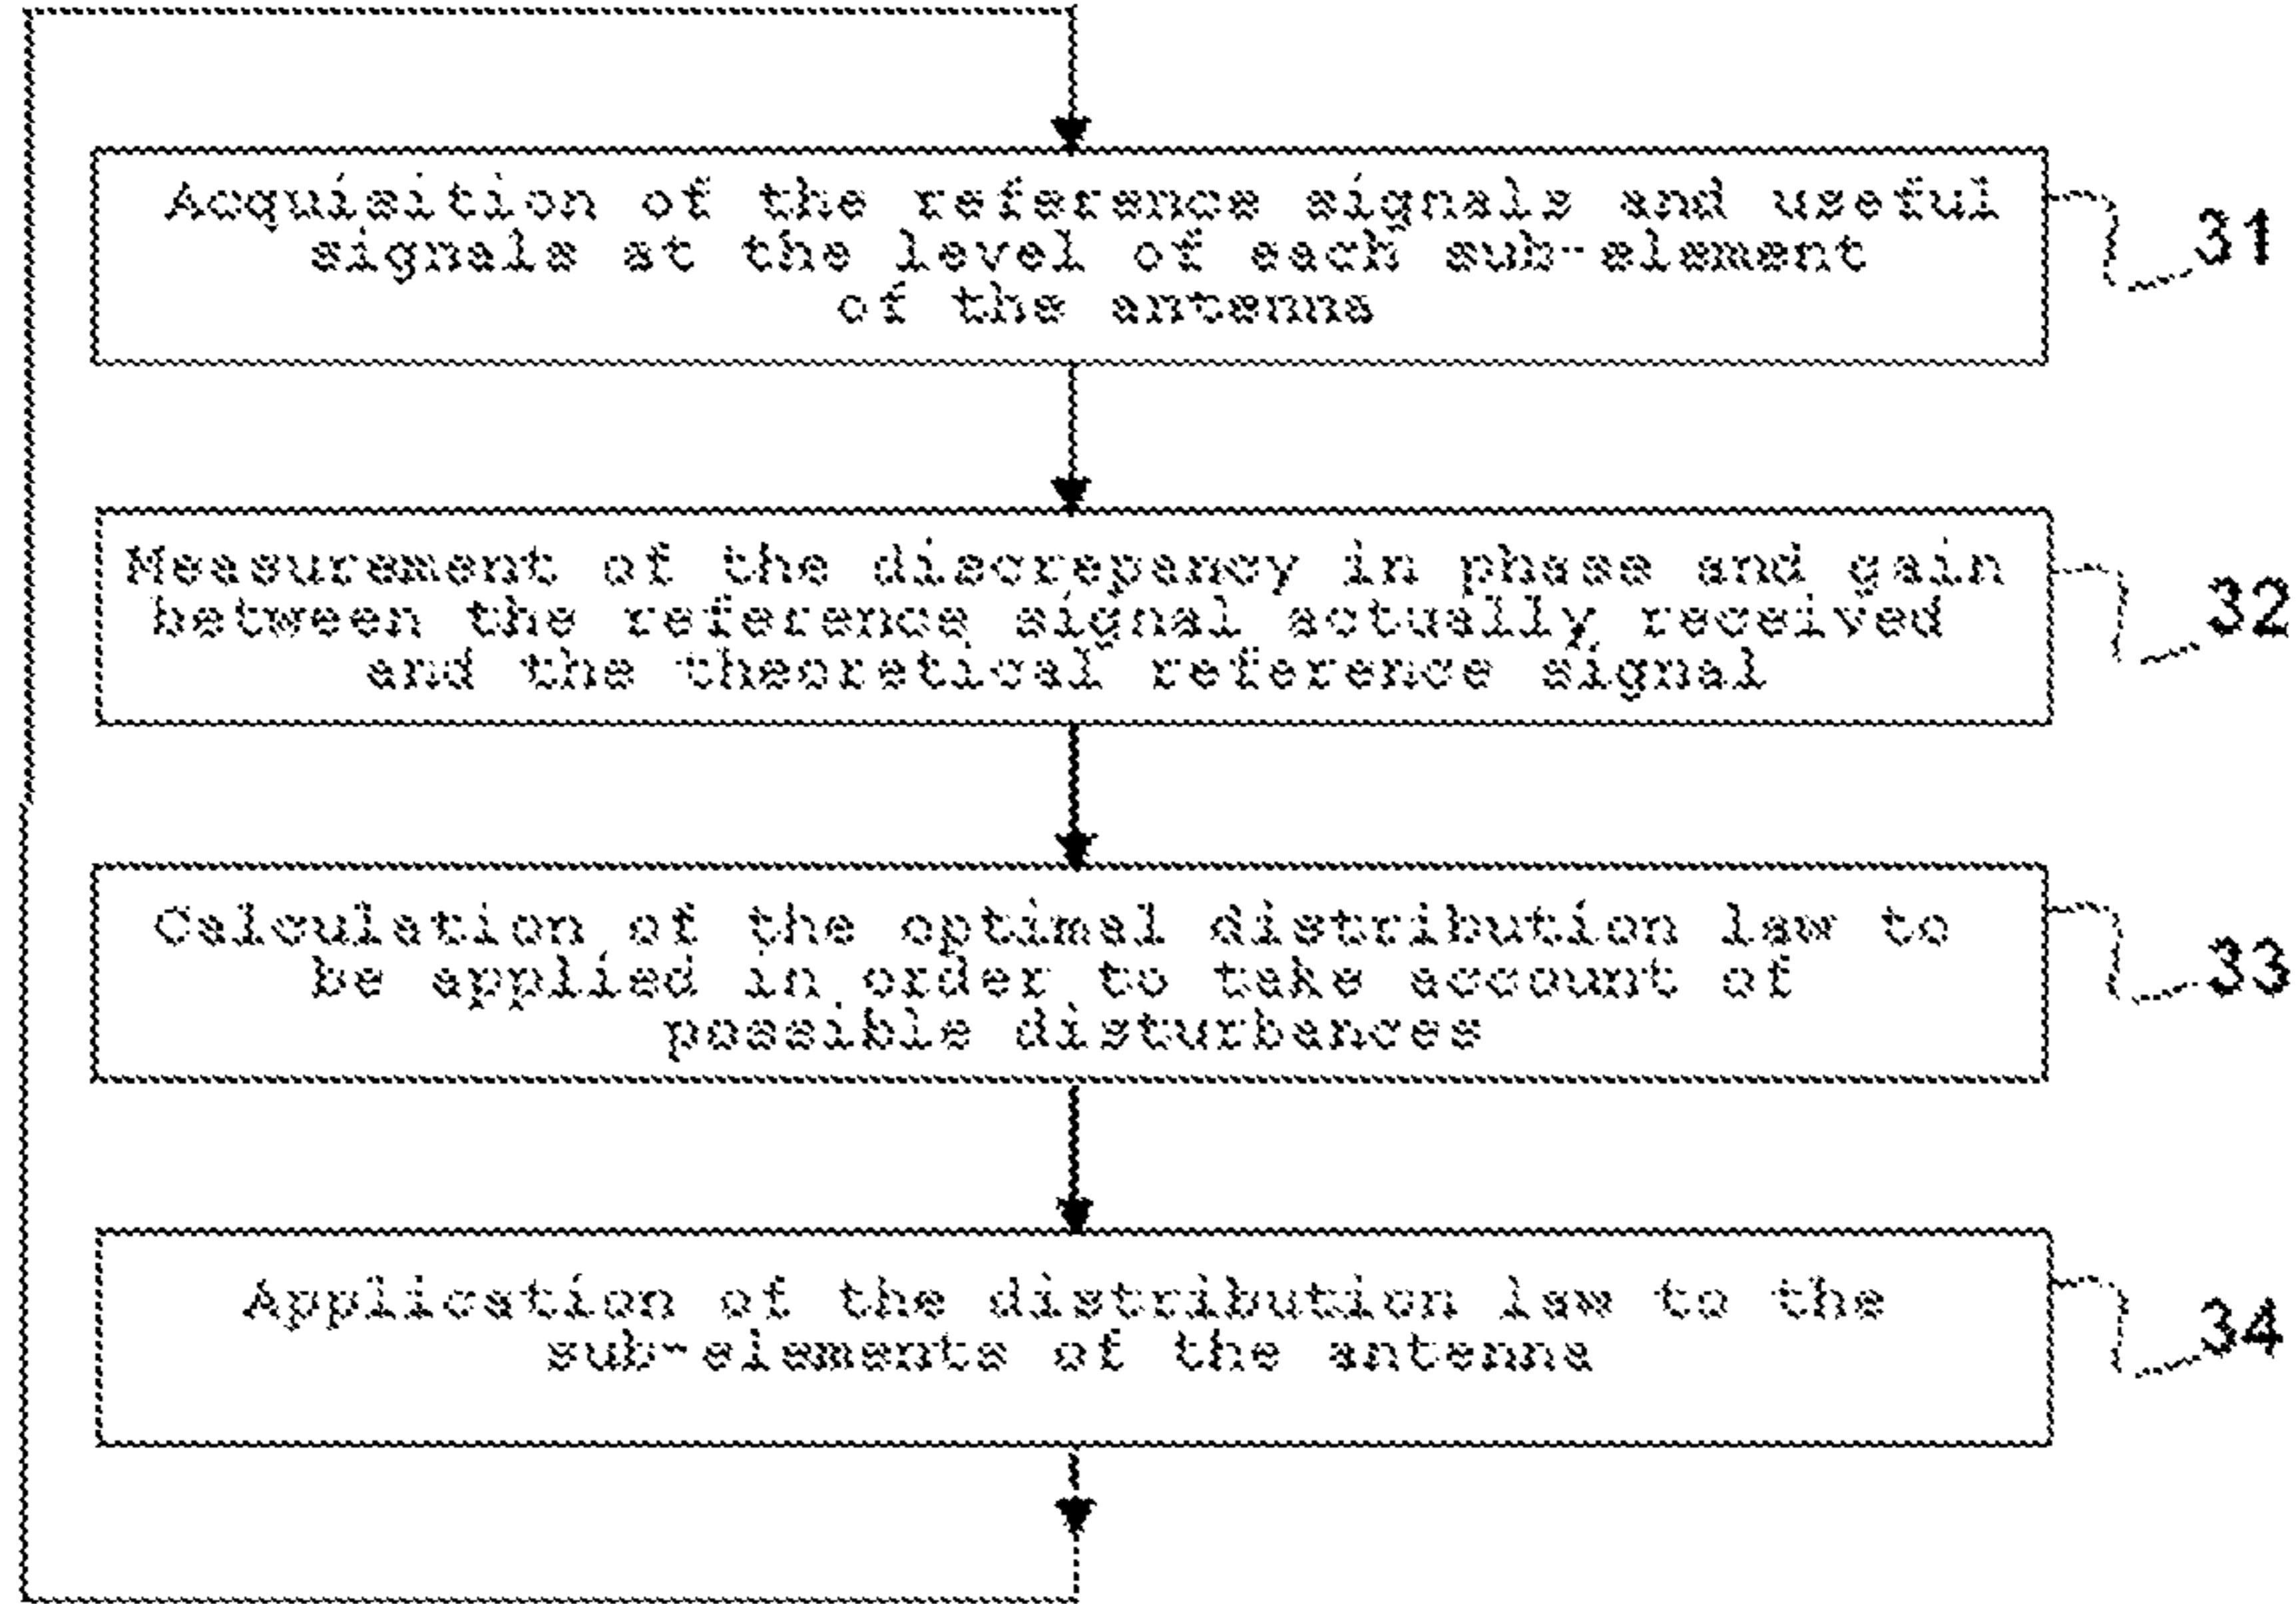 Acquisition of the reference signals and useful
signals at the level of each sub-element
of the antenna
31
Measurement of the discrepancy in phase and gain
between the reference signal actually received
and the theoretical reference signal
32
Calculation of the optimal distribution law to
be applied in order to take account of
possible disturbances
33
Application of the distribution law to the
sub-elements of the antenna
34